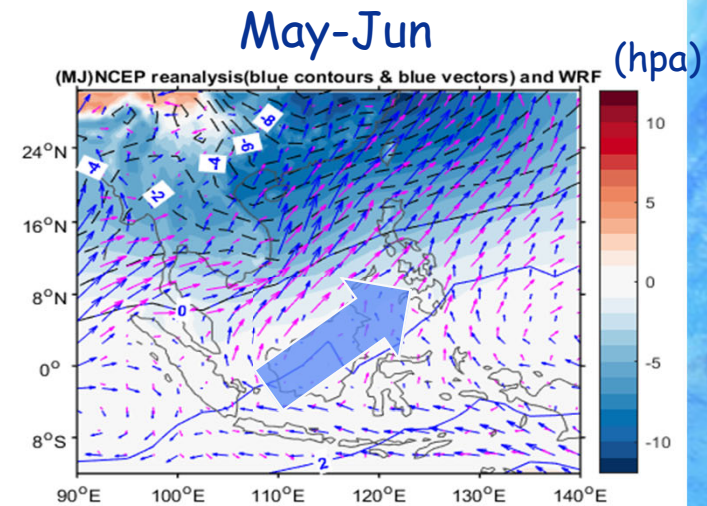 May-Jun
(hpa)
(MJ)NCEP reanalysis(blue contours & blue vectors) and WRF
24°N
16°N
8°N
0°
8°S
90°E 100°E 110°E 120°E 130°E 140°E
-4
-2
-4
-6
-8
0
2
10
5
0
-5
-10